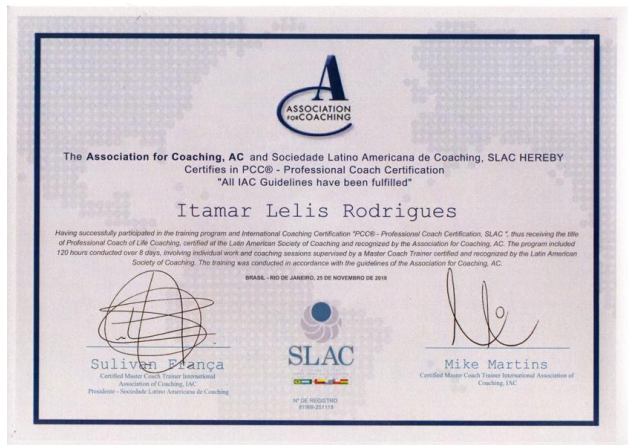 A
ASSOCIATION
FOR COACHING
The Association for Coaching, AC and Sociedade Latino Americana de Coaching, SLAC HEREBY
Certifies in PCC® - Professional Coach Certification
"All IAC Guidelines have been fulfilled"
Itamar Lelis Rodrigues
Having successfully participated in the training program and International Coaching Certification "PCC® - Professional Coach Certification, SLAC ", thus receiving the title
of Professional Coach of Life Coaching, certified at the Latin American Society of Coaching and recognized by the Association for Coaching, AC. The program included
120 hours conducted over 8 days, involving individual work and coaching sessions supervised by a Master Coach Trainer certified and recognized by the Latin American
Society of Coaching. The training was conducted in accordance with the guidelines of the Association for Coaching, AC.
BRASIL - RIO DE JANEIRO, 25 DE NOVEMBRO DE 2018
Sulivan França
Certified Master Coach Trainer International
Association of Coaching, IAC
Presidente - Sociedade Latino Americana de Coaching
SLAC
Nº DE REGISTRO
Mike Martins
Certified Master Coach Trainer International Association of
Coaching, IAC